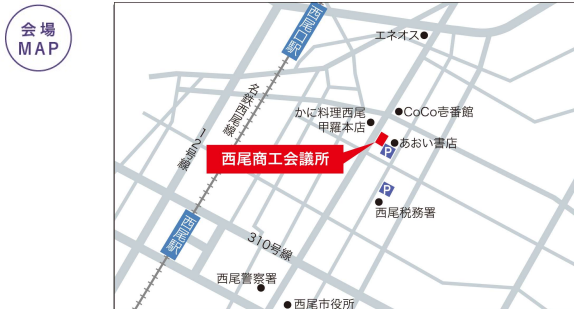 会場
MAP
西尾口駅
エネオス
名鉄西尾線
12号線
かに料理西尾
甲羅本店
CoCo壱番館
あおい書店
西尾商工会議所
P
P
西尾税務署
西尾駅
310号線
西尾警察署
西尾市役所